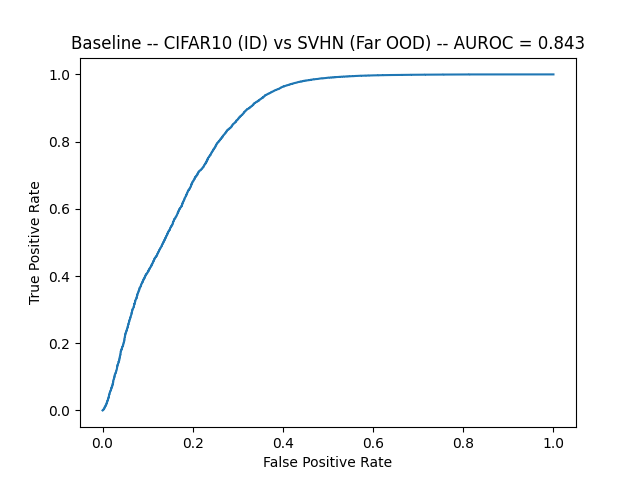 Baseline -- CIFAR10 (ID) vs SVHN (Far OOD) -- AUROC = 0.843
1.0
0.8
0.6
0.4
0.2
0.0
True Positive Rate
0.0 0.2 0.4 0.6 0.8 1.0
False Positive Rate